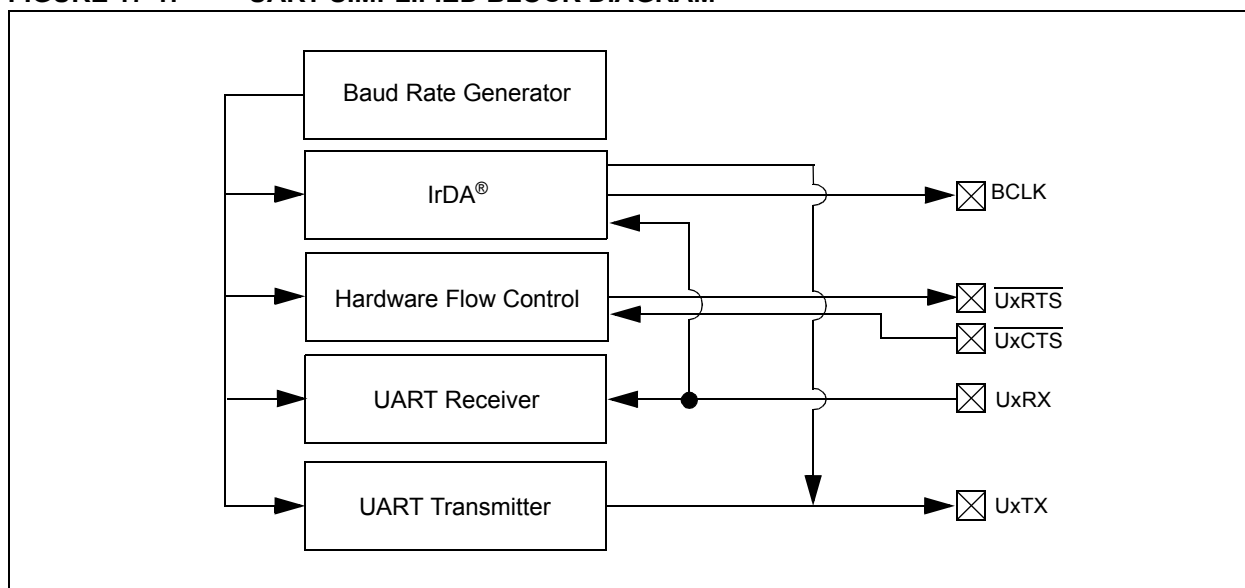 Baud Rate Generator
IrDA®
BCLK
Hardware Flow Control
UxRTS
UxCTS
UART Receiver
UxRX
UART Transmitter
UxTX